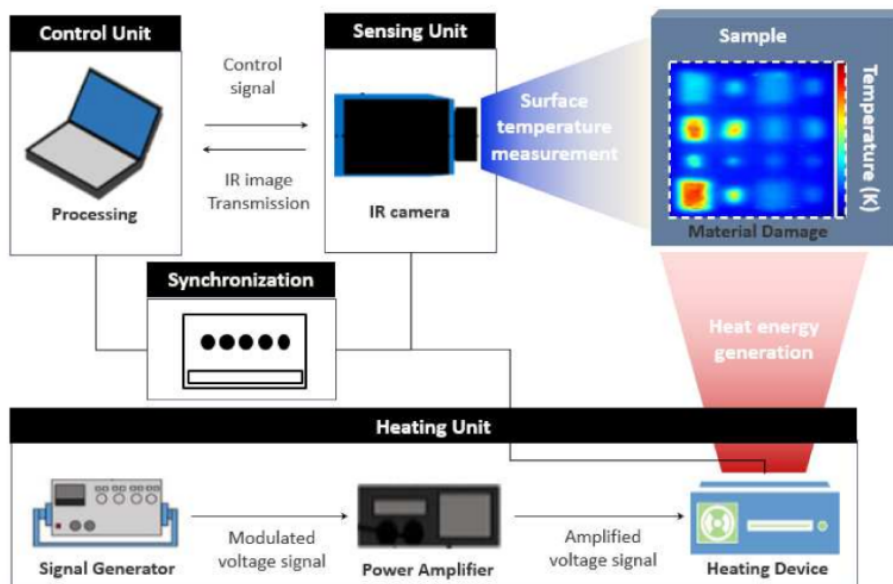 Control Unit
Sensing Unit
Sample
Control
signal
Surface
temperature
measurement
Temperature (K)
IR image
Transmission
Processing
IR camera
Material Damage
Synchronization
Heat energy
generation
Heating Unit
Modulated
voltage signal
Amplified
voltage signal
Signal Generator
Power Amplifier
Heating Device